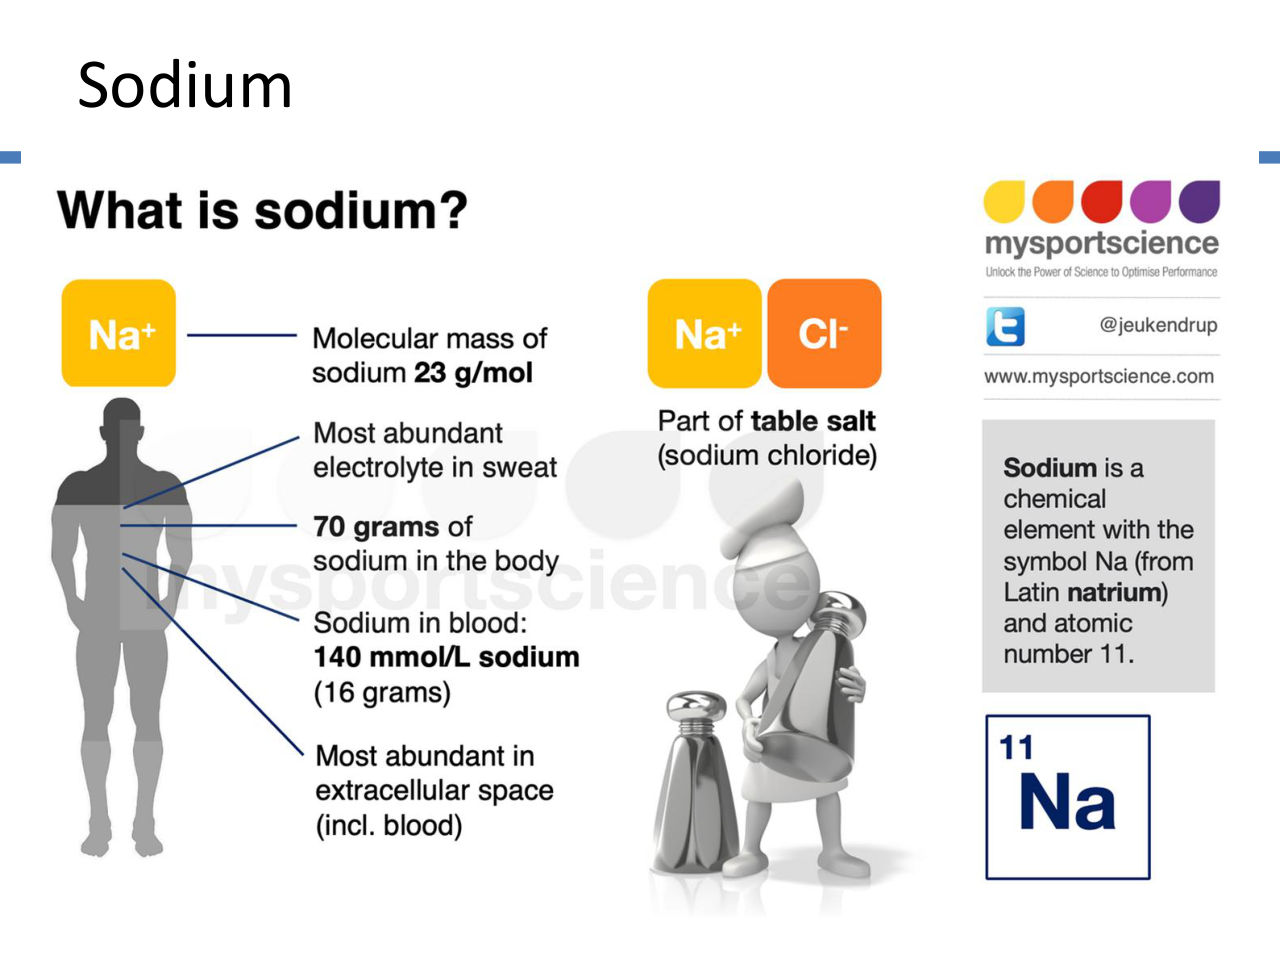 Sodium
What is sodium?
Na+
Molecular mass of
sodium 23 g/mol
Most abundant
electrolyte in sweat
70 grams of
sodium in the body
Sodium in blood:
140 mmol/L sodium
(16 grams)
Most abundant in
extracellular space
(incl. blood)
Na+ Cl-
Part of table salt
(sodium chloride)
mysportscience
mysportscience
Unlock the Power of Science to Optimise Performance
@jeukendrup
www.mysportscience.com
Sodium is a
chemical
element with the
symbol Na (from
Latin natrium)
and atomic
number 11.
11
Na